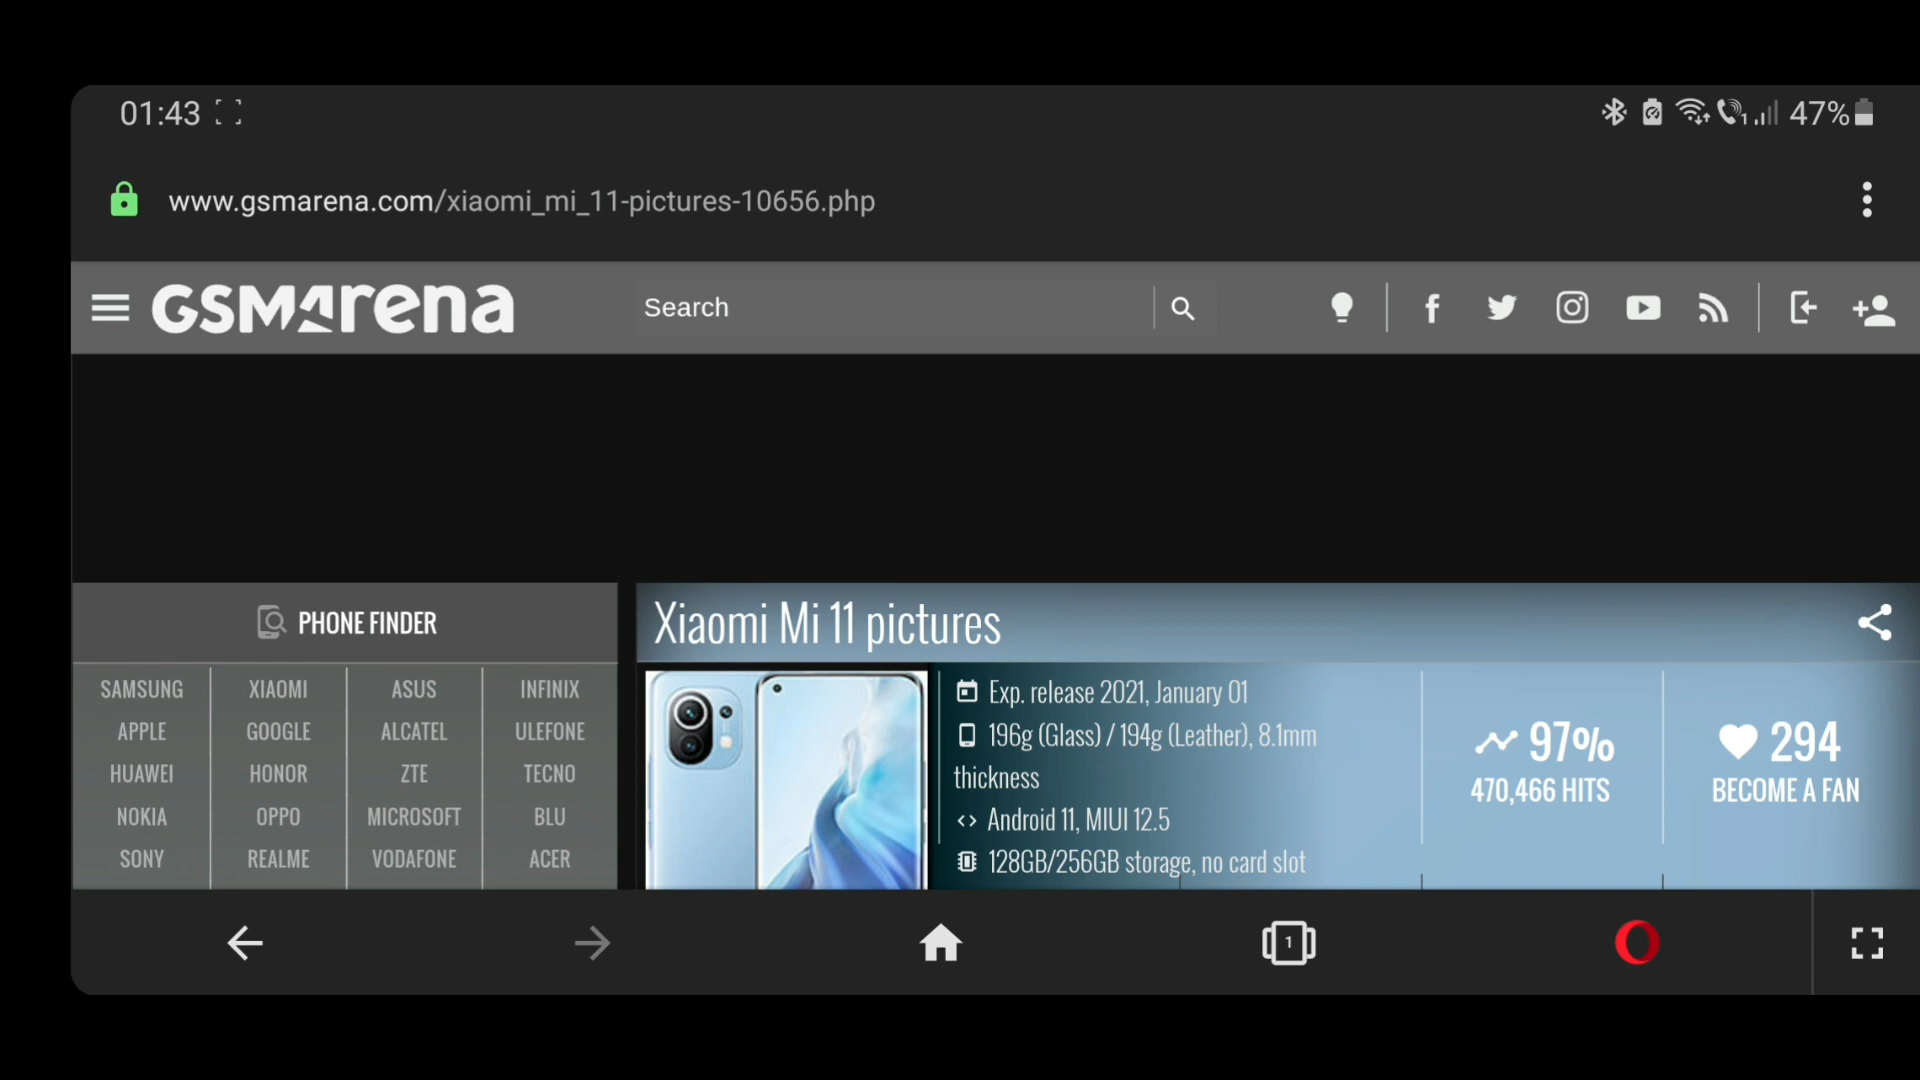 01:43
47%
www.gsmarena.com/xiaomi_mi_11-pictures-10656.php
GSMArena
Search
PHONE FINDER
SAMSUNG XIAOMI ASUS INFINIX
APPLE GOOGLE ALCATEL ULEFONE
HUAWEI HONOR ZTE TECNO
NOKIA OPPO MICROSOFT BLU
SONY REALME VODAFONE ACER
Xiaomi Mi 11 pictures
Exp. release 2021, January 01
196g (Glass) / 194g (Leather), 8.1mm
thickness
Android 11, MIUI 12.5
128GB/256GB storage, no card slot
97%
470,466 HITS
294
BECOME A FAN
1